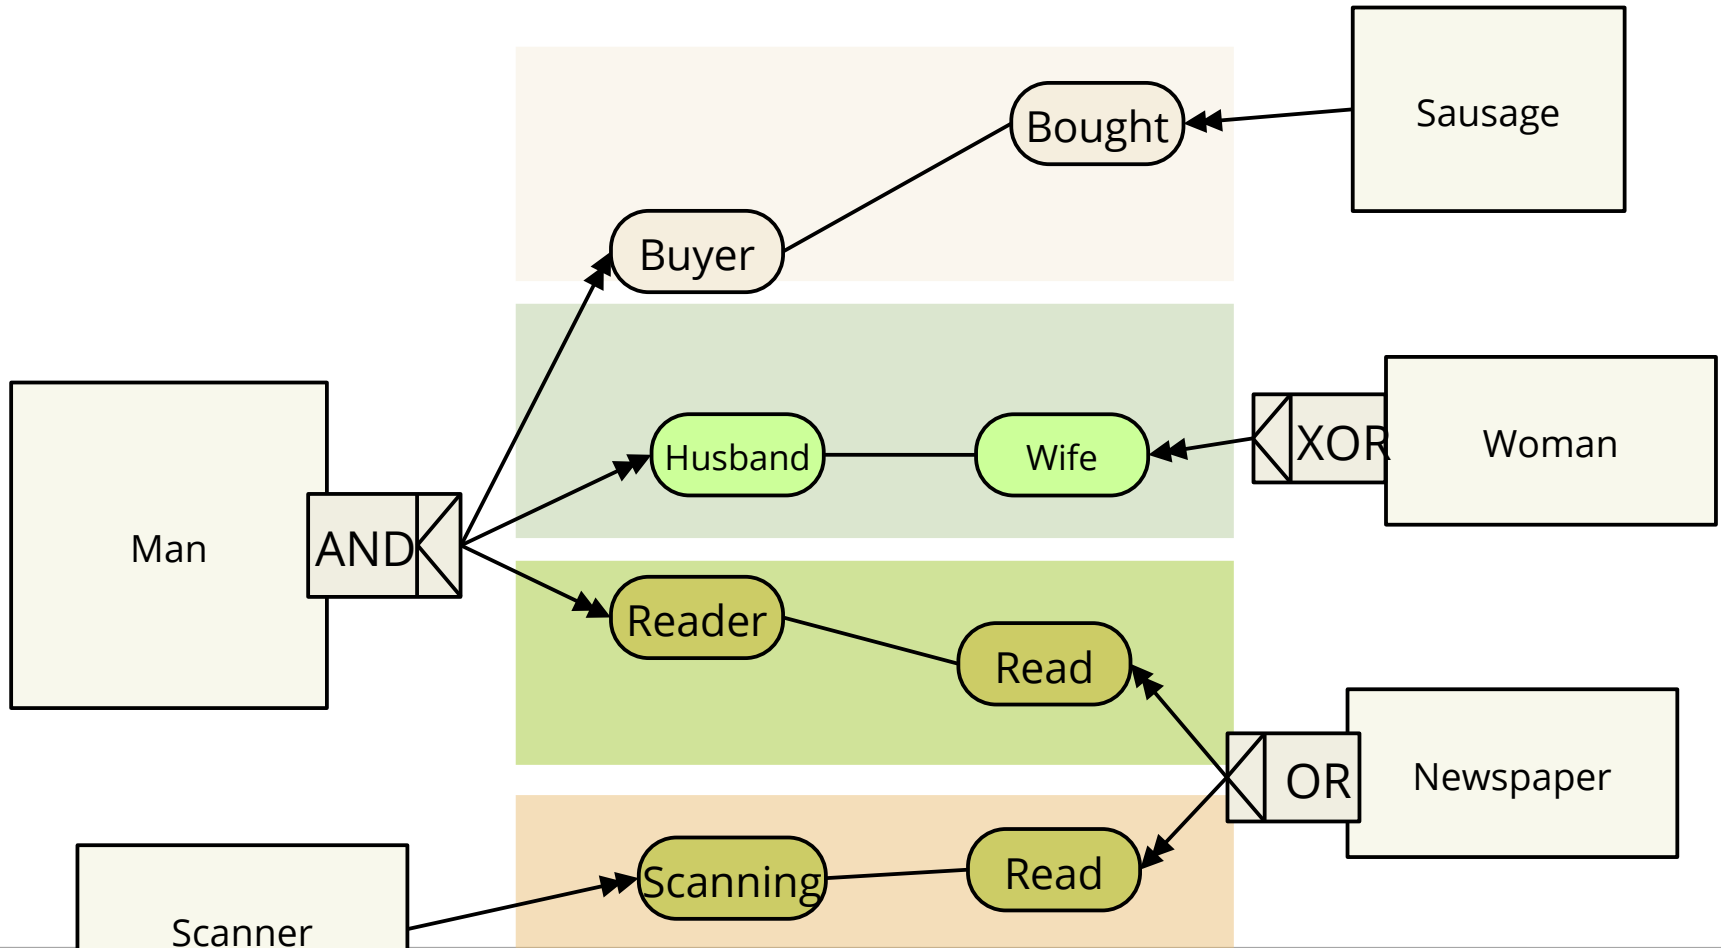 Sausage
Bought
Buyer
Husband
Wife
XOR
Woman
Man
AND
Reader
Read
OR
Newspaper
Scanning
Read
Scanner